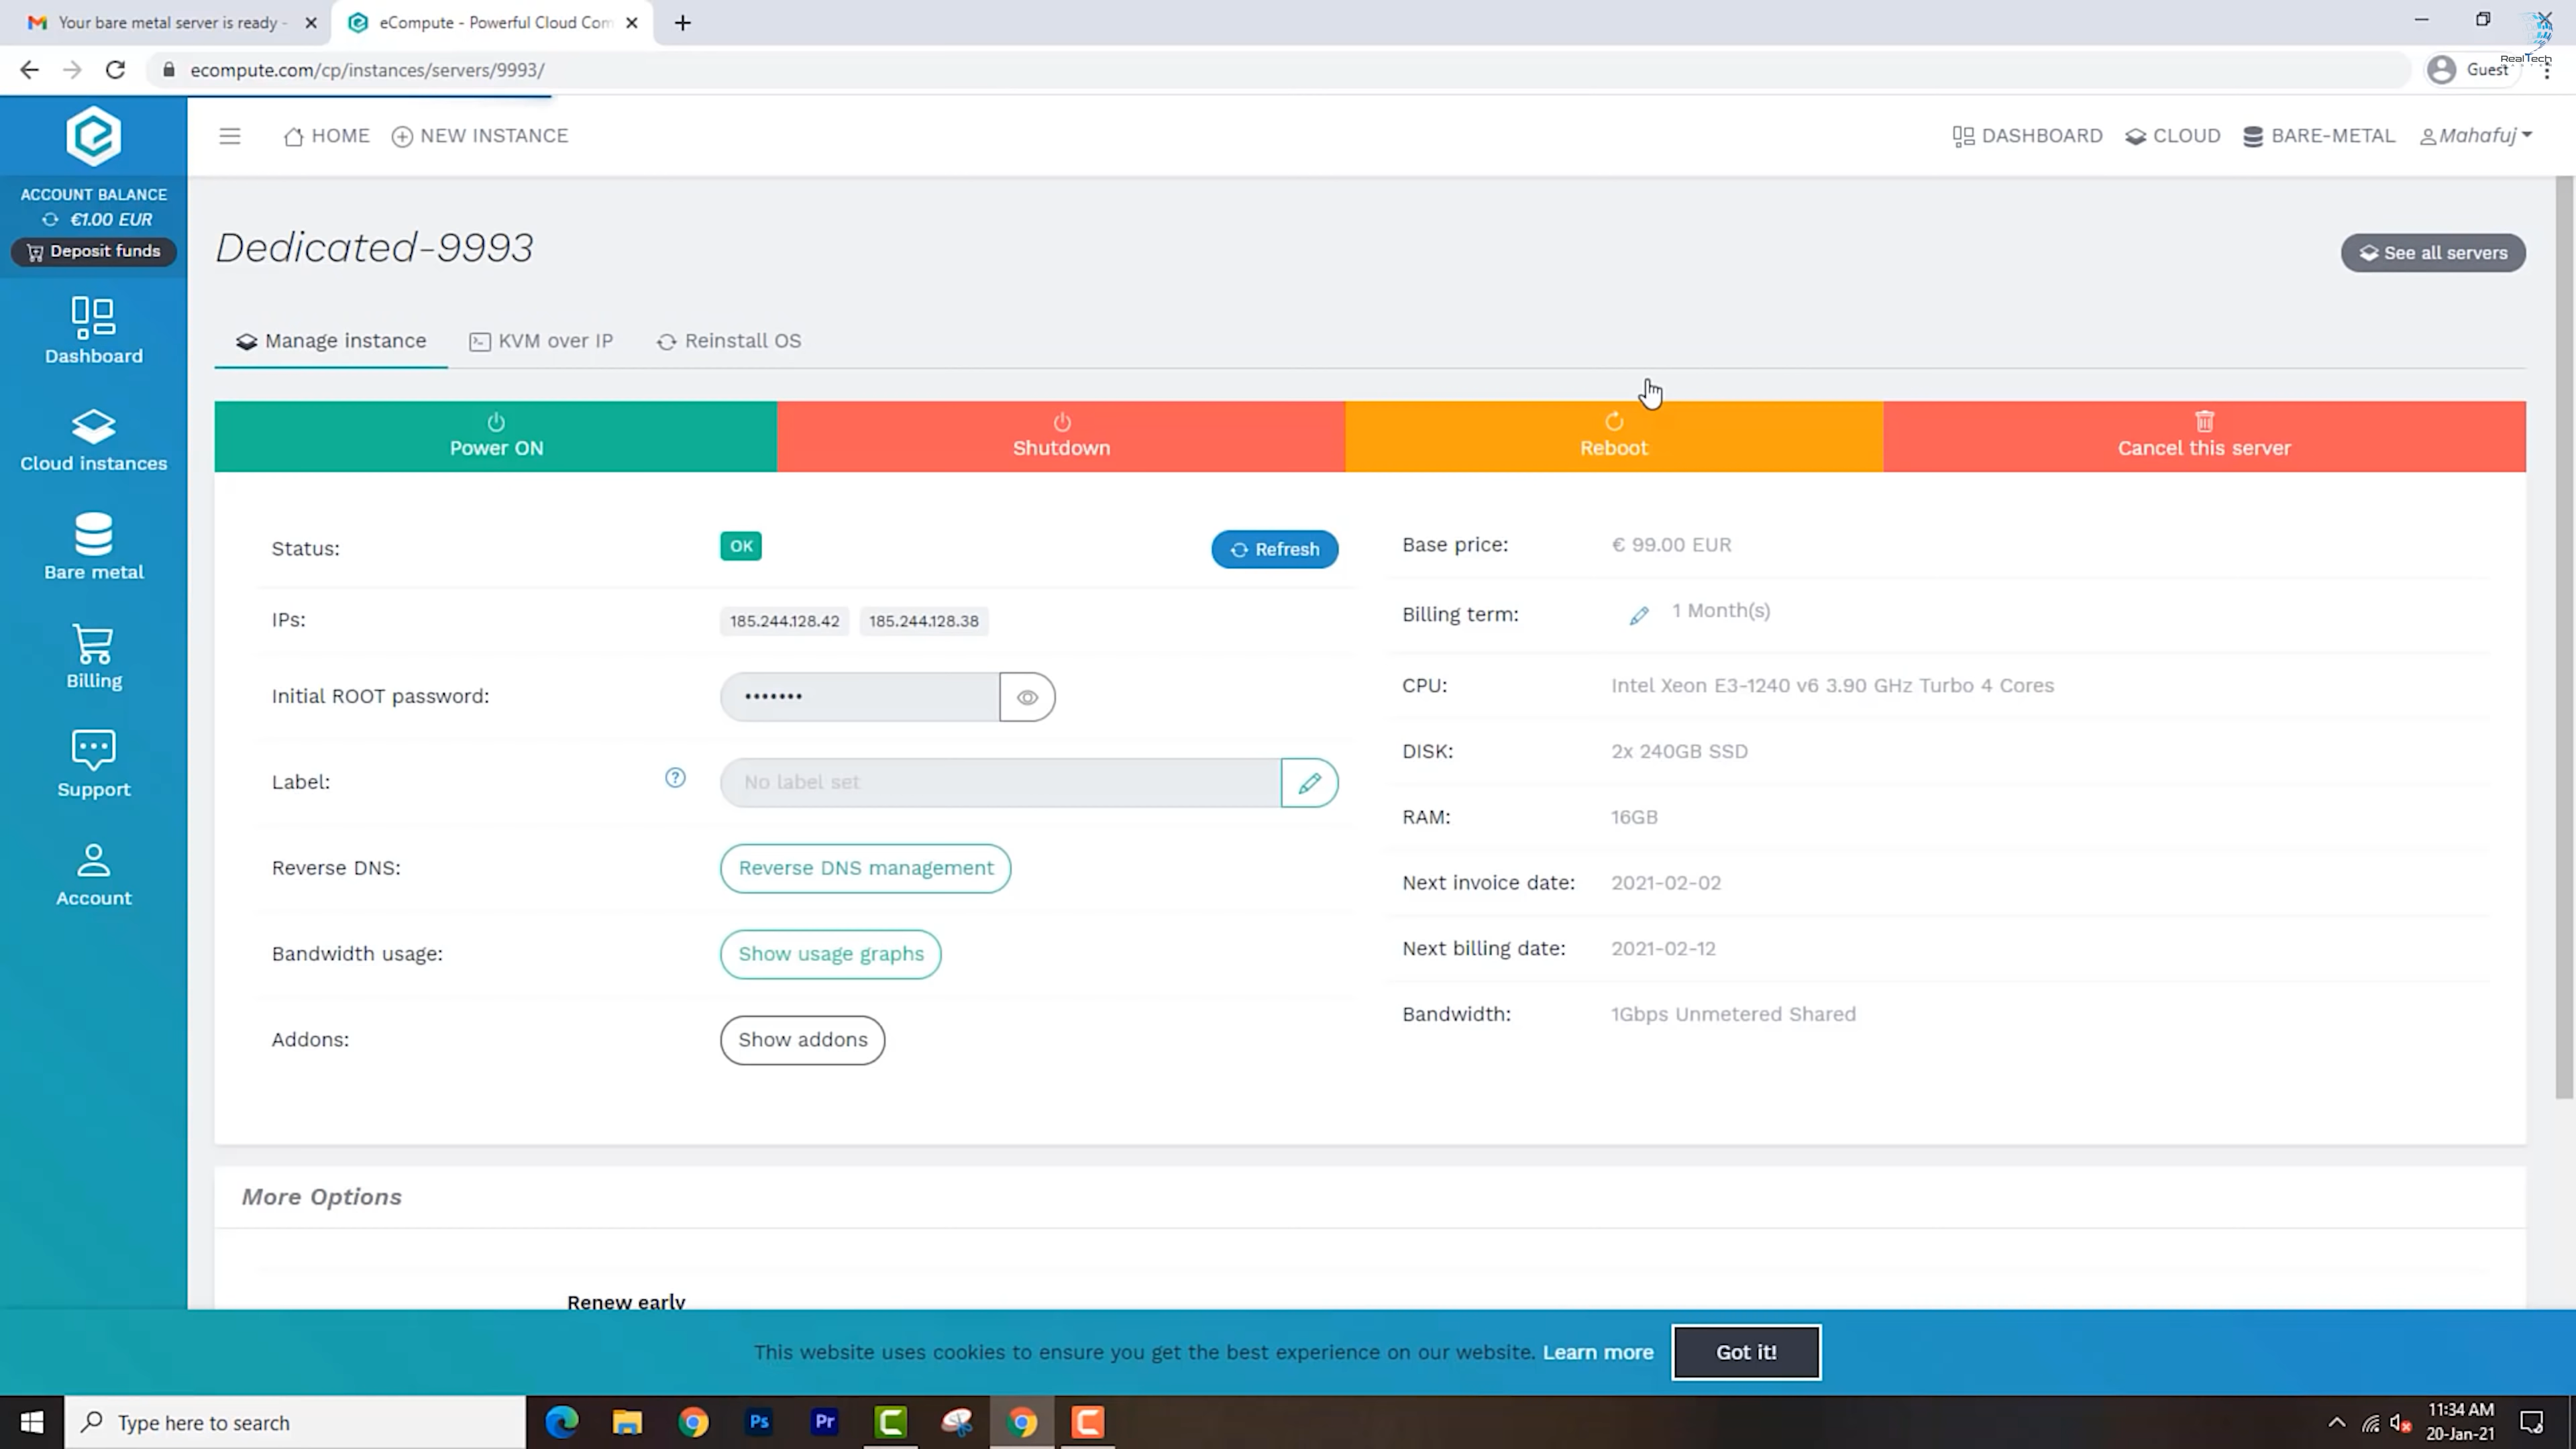 Your bare metal server is ready -
eCompute - Powerful Cloud Com
ecompute.com/cp/instances/servers/9993/
RealTech
Guest
HOME
NEW INSTANCE
DASHBOARD
CLOUD
BARE-METAL
Mahafuj
ACCOUNT BALANCE
€1.00 EUR
Deposit funds
Dashboard
Cloud instances
Bare metal
Billing
Support
Account
Dedicated-9993
See all servers
Manage instance
KVM over IP
Reinstall OS
Power ON
Shutdown
Reboot
Cancel this server
Status:
OK
Refresh
IPs:
185.244.128.42
185.244.128.38
Initial ROOT password:
•••••••
Label:
?
No label set
Reverse DNS:
Reverse DNS management
Bandwidth usage:
Show usage graphs
Addons:
Show addons
Base price:
€ 99.00 EUR
Billing term:
1 Month(s)
CPU:
Intel Xeon E3-1240 v6 3.90 GHz Turbo 4 Cores
DISK:
2x 240GB SSD
RAM:
16GB
Next invoice date:
2021-02-02
Next billing date:
2021-02-12
Bandwidth:
1Gbps Unmetered Shared
More Options
Renew early
This website uses cookies to ensure you get the best experience on our website. Learn more
Got it!
Type here to search
Ps
Pr
11:34 AM
20-Jan-21